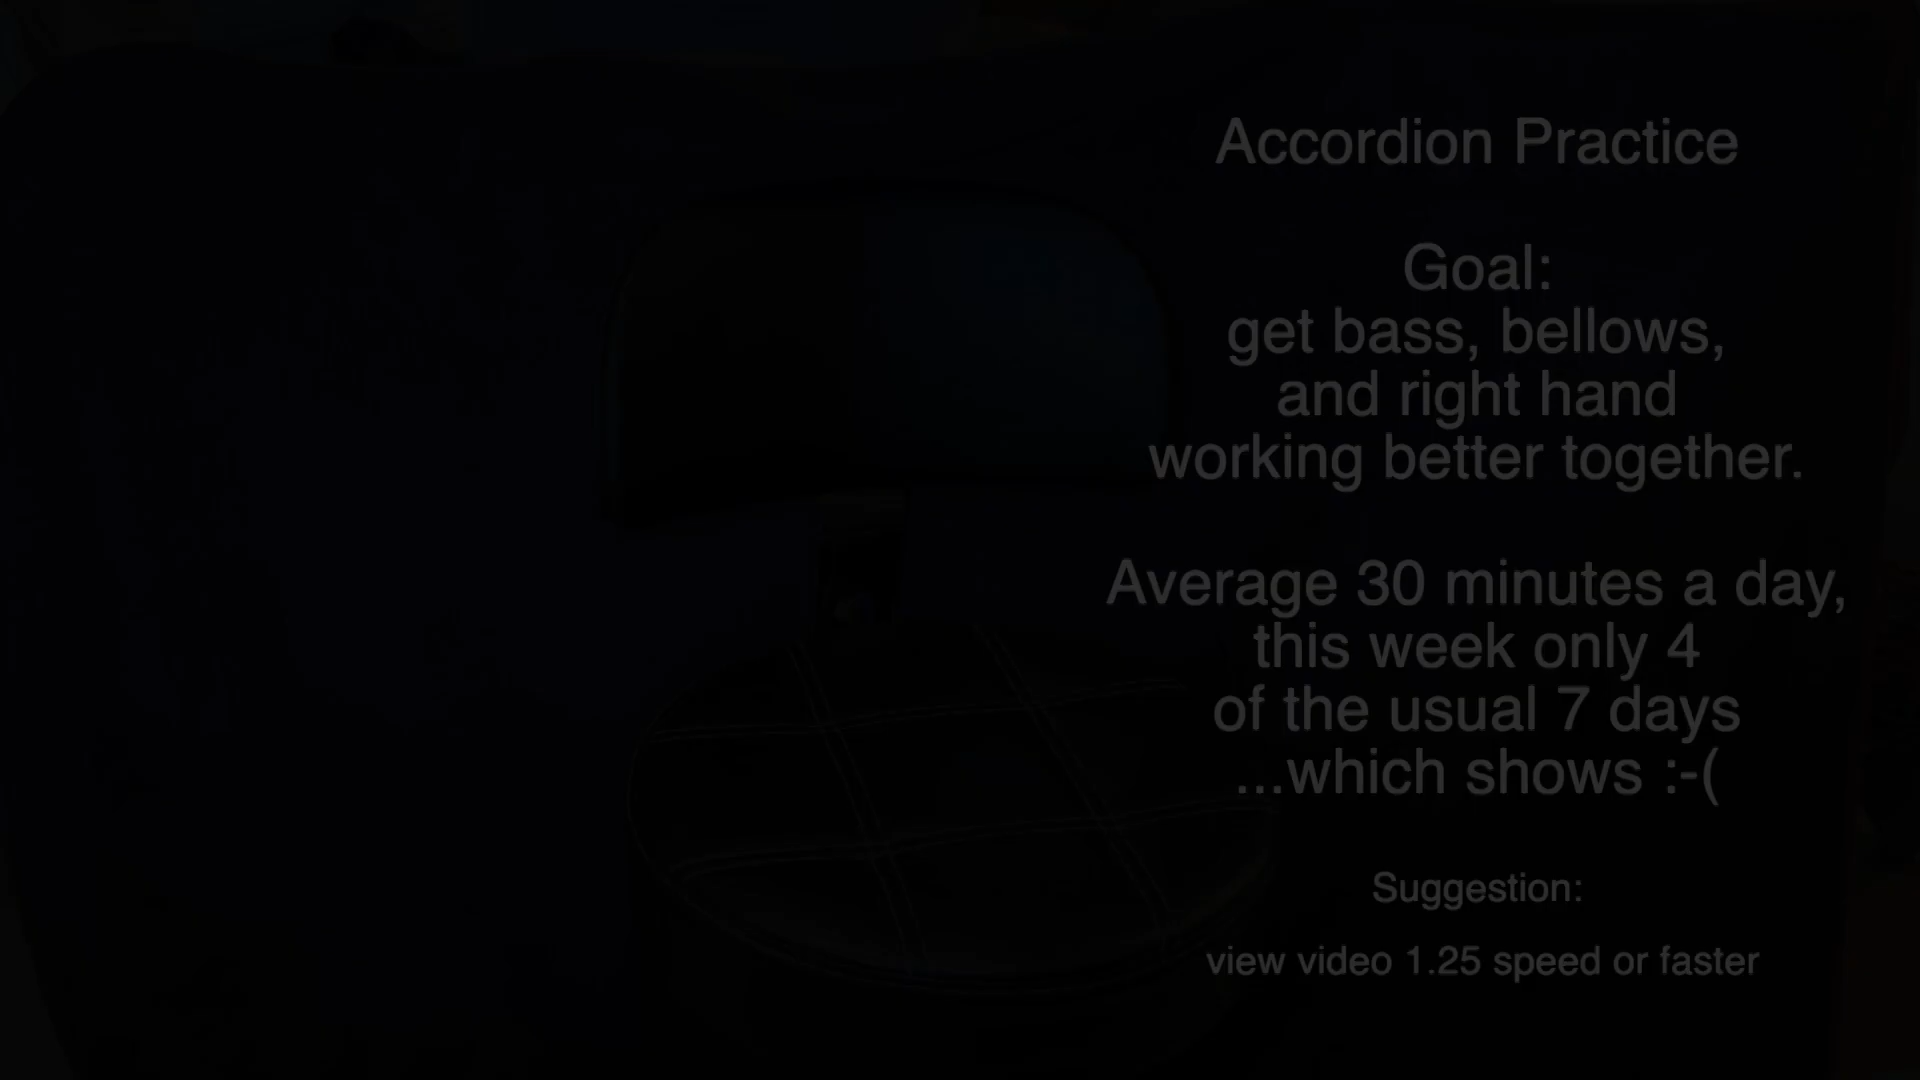 Accordion Practice
Goal:
get bass, bellows,
and right hand
working better together.
Average 30 minutes a day,
this week only 4
of the usual 7 days
...which shows :-(
Suggestion:
view video 1.25 speed or faster